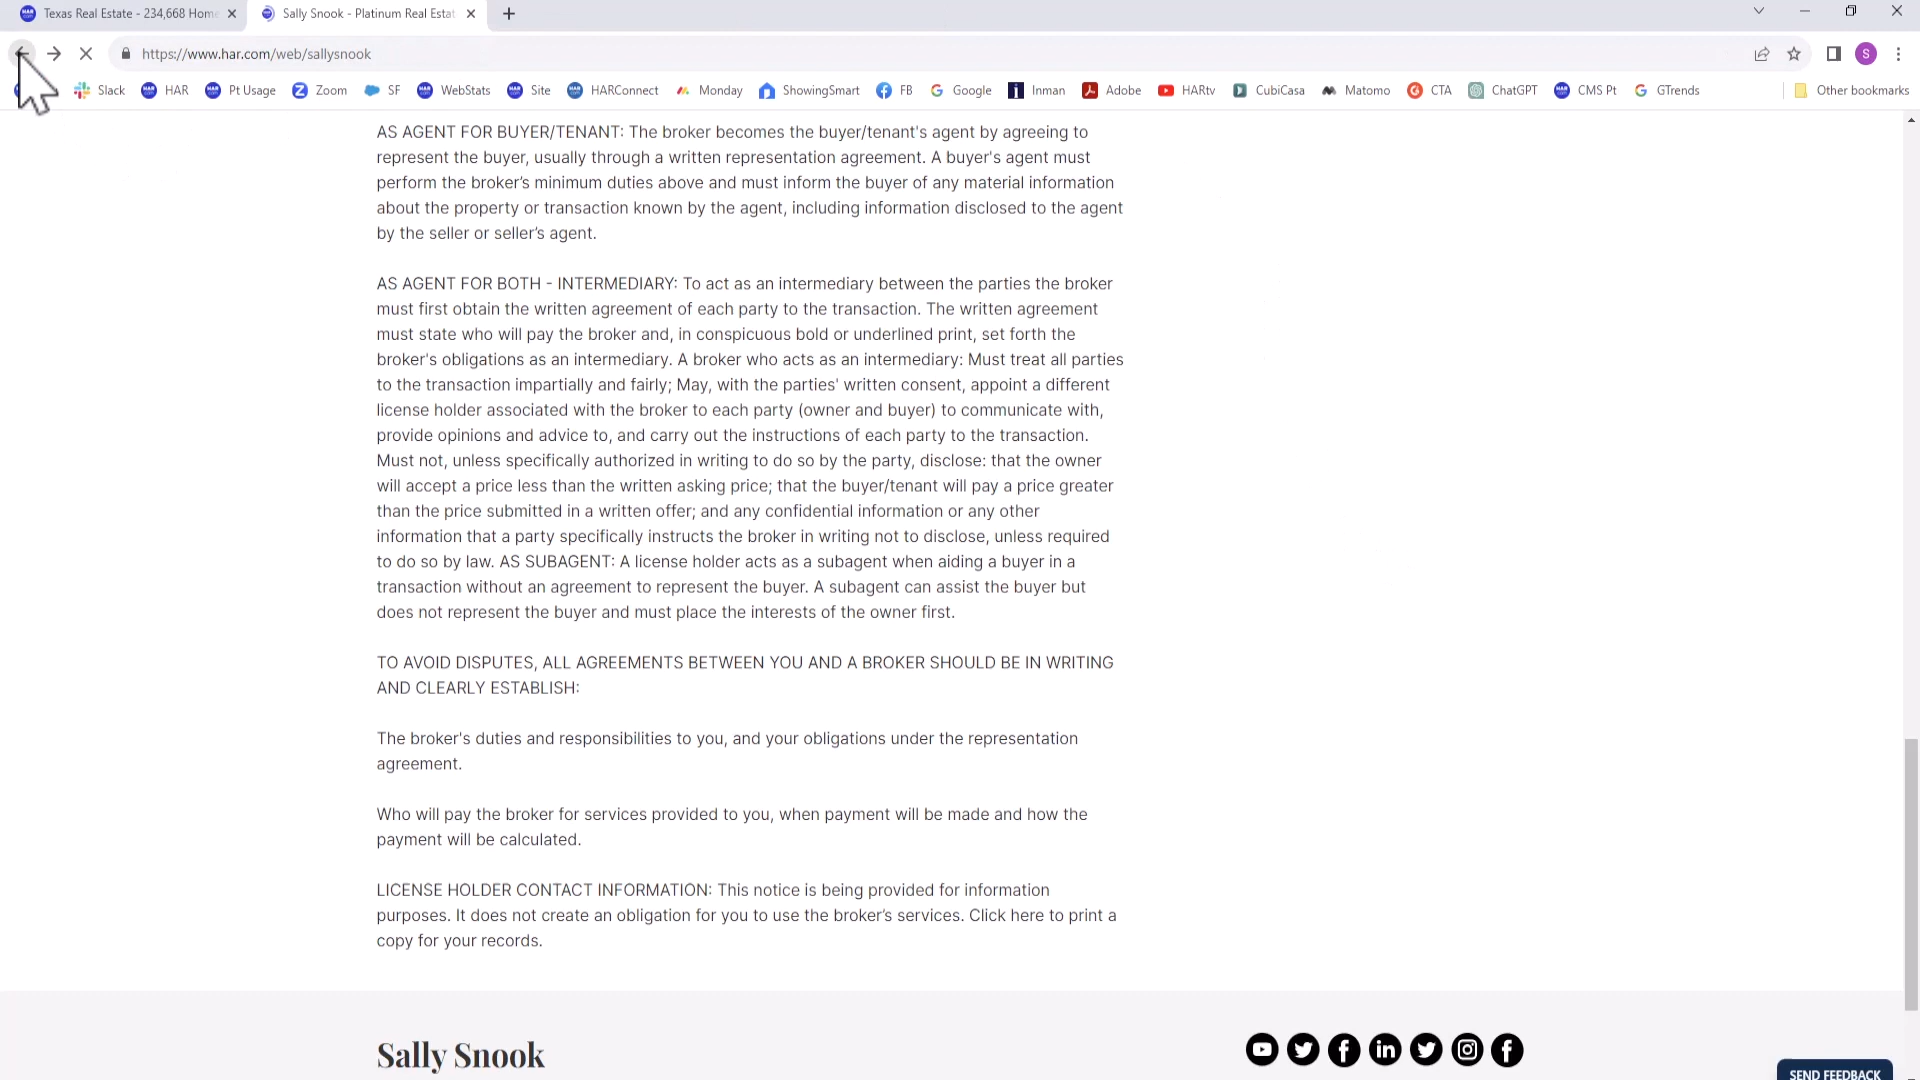 Texas Real Estate - 234,668 Home
Sally Snook - Platinum Real Estat
https://www.har.com/web/sallysnook
Slack
HAR
Pt Usage
Zoom
SF
WebStats
Site
HARConnect
Monday
ShowingSmart
FB
Google
Inman
Adobe
HARtv
CubiCasa
Matomo
CTA
ChatGPT
CMS Pt
GTrends
Other bookmarks
AS AGENT FOR BUYER/TENANT: The broker becomes the buyer/tenant's agent by agreeing to
represent the buyer, usually through a written representation agreement. A buyer's agent must
perform the broker’s minimum duties above and must inform the buyer of any material information
about the property or transaction known by the agent, including information disclosed to the agent
by the seller or seller’s agent.
AS AGENT FOR BOTH - INTERMEDIARY: To act as an intermediary between the parties the broker
must first obtain the written agreement of each party to the transaction. The written agreement
must state who will pay the broker and, in conspicuous bold or underlined print, set forth the
broker's obligations as an intermediary. A broker who acts as an intermediary: Must treat all parties
to the transaction impartially and fairly; May, with the parties' written consent, appoint a different
license holder associated with the broker to each party (owner and buyer) to communicate with,
provide opinions and advice to, and carry out the instructions of each party to the transaction.
Must not, unless specifically authorized in writing to do so by the party, disclose: that the owner
will accept a price less than the written asking price; that the buyer/tenant will pay a price greater
than the price submitted in a written offer; and any confidential information or any other
information that a party specifically instructs the broker in writing not to disclose, unless required
to do so by law. AS SUBAGENT: A license holder acts as a subagent when aiding a buyer in a
transaction without an agreement to represent the buyer. A subagent can assist the buyer but
does not represent the buyer and must place the interests of the owner first.
TO AVOID DISPUTES, ALL AGREEMENTS BETWEEN YOU AND A BROKER SHOULD BE IN WRITING
AND CLEARLY ESTABLISH:
The broker's duties and responsibilities to you, and your obligations under the representation
agreement.
Who will pay the broker for services provided to you, when payment will be made and how the
payment will be calculated.
LICENSE HOLDER CONTACT INFORMATION: This notice is being provided for information
purposes. It does not create an obligation for you to use the broker’s services. Click here to print a
copy for your records.
Sally Snook
SEND FEEDBACK